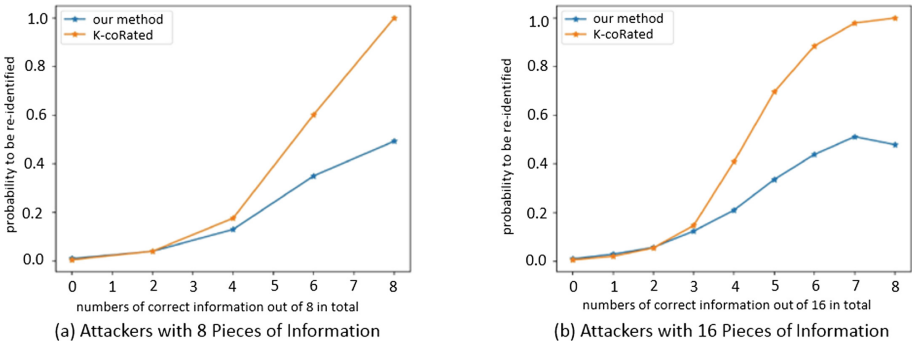 our method
K-coRated
probability to be re-identified
1.0
0.8
0.6
0.4
0.2
0.0
0 1 2 3 4 5 6 7 8
numbers of correct information out of 8 in total
(a) Attackers with 8 Pieces of Information
our method
K-coRated
probability to be re-identified
1.0
0.8
0.6
0.4
0.2
0.0
0 1 2 3 4 5 6 7 8
numbers of correct information out of 16 in total
(b) Attackers with 16 Pieces of Information